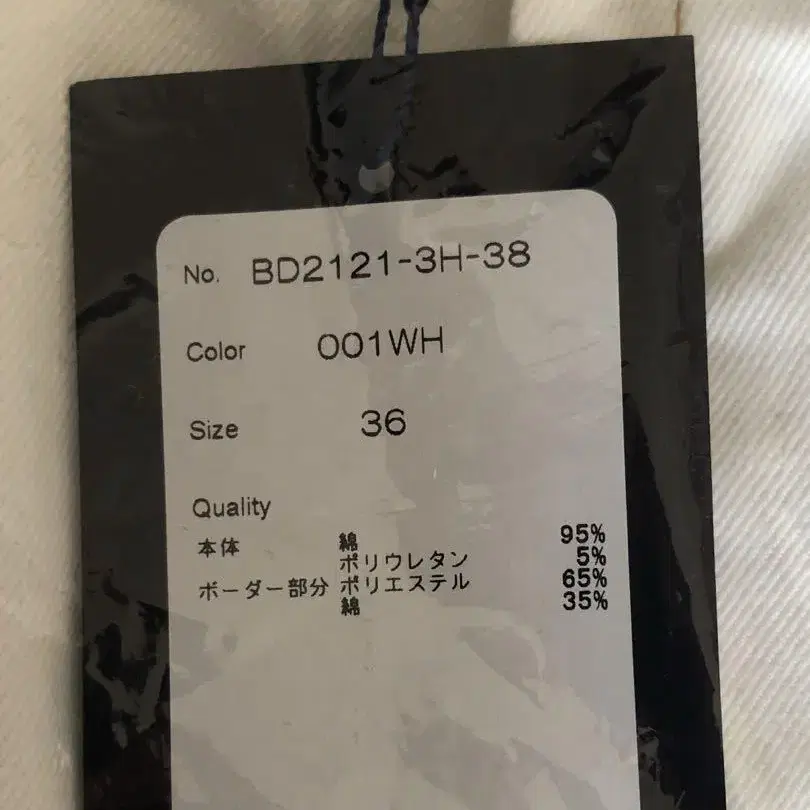 No. BD2121-3H-38
Color 001WH
Size 36
Quality
本体 綿 95%
ポリウレタン 5%
ボーダー部分 ポリエステル 65%
綿 35%